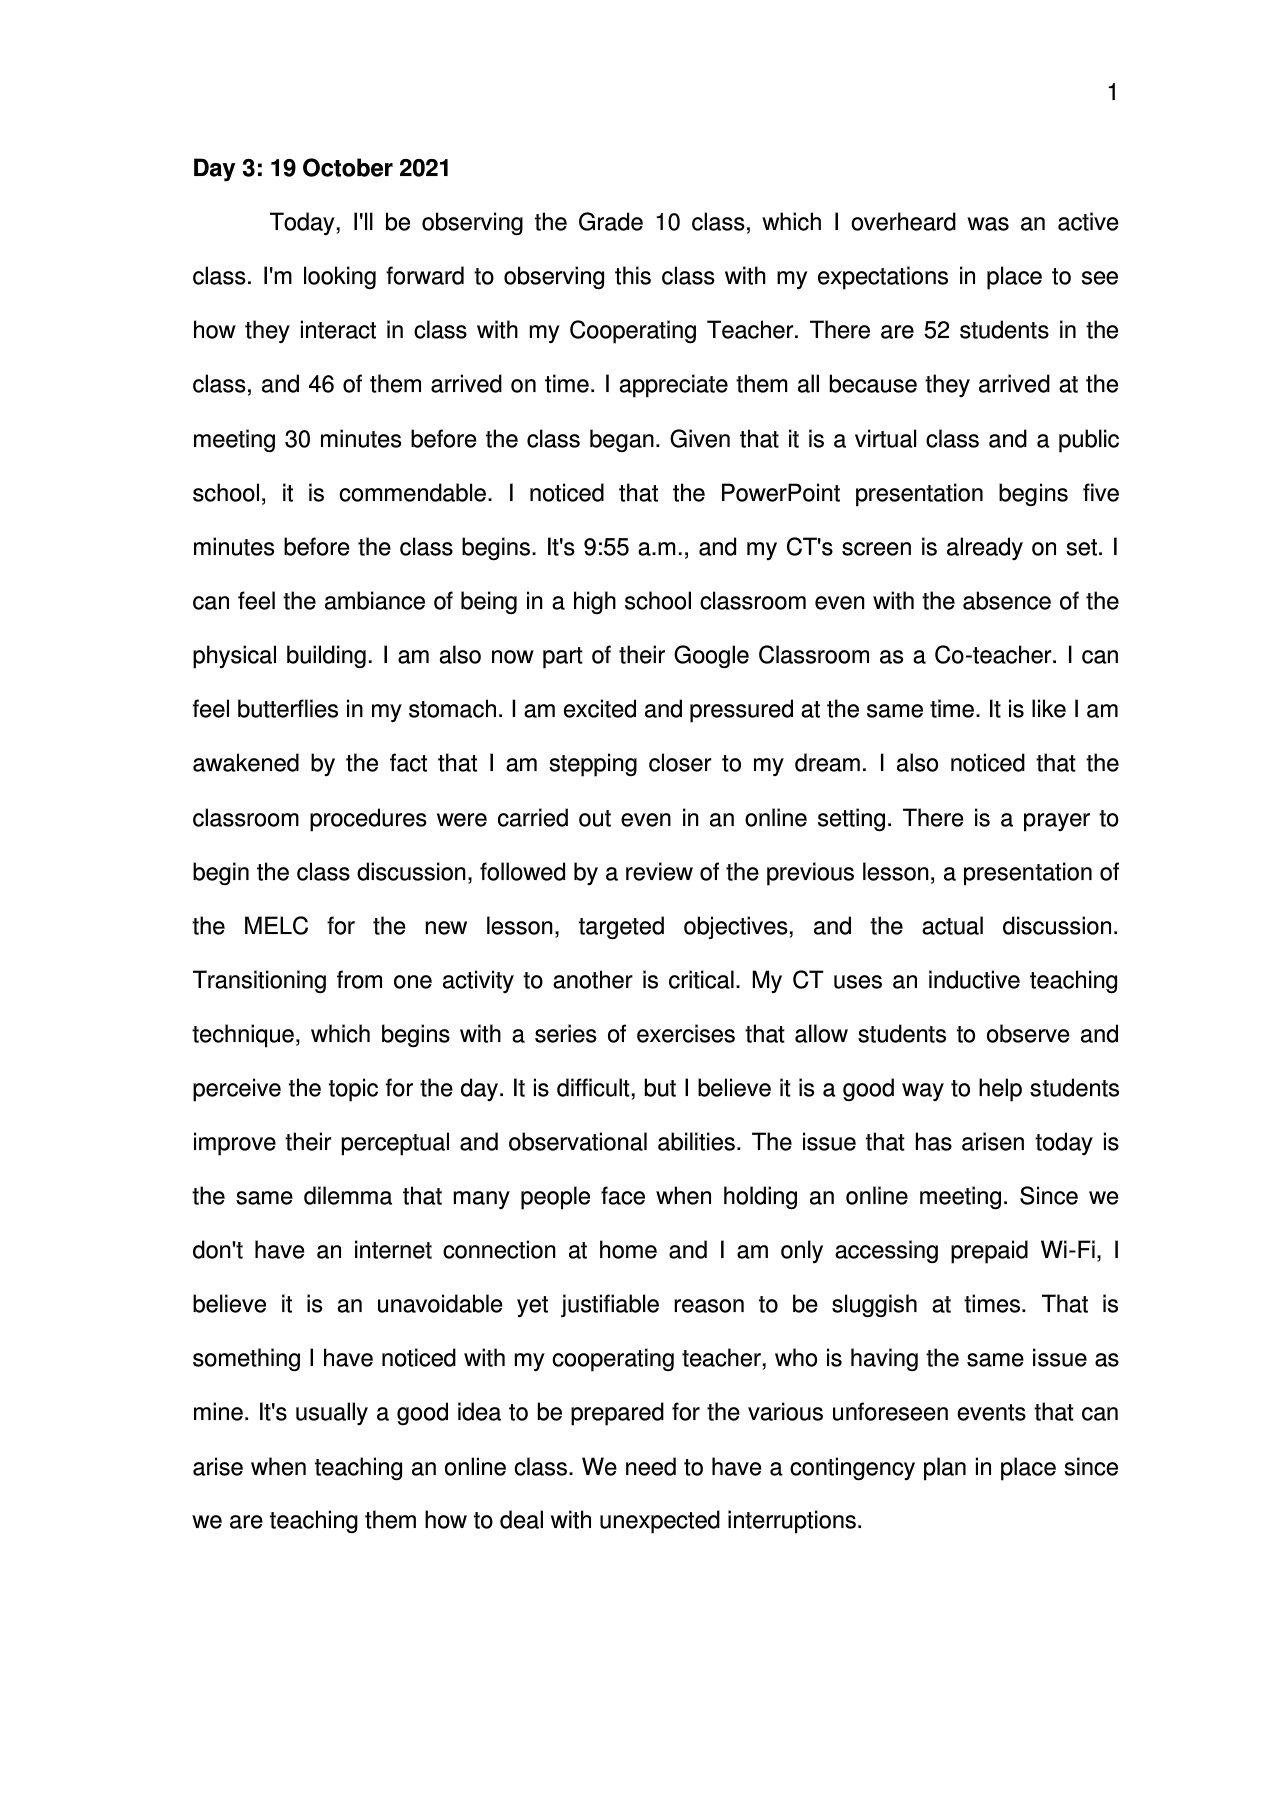 1
Day 3: 19 October 2021
Today, I'll be observing the Grade 10 class, which I overheard was an active
class. I'm looking forward to observing this class with my expectations in place to see
how they interact in class with my Cooperating Teacher. There are 52 students in the
class, and 46 of them arrived on time. I appreciate them all because they arrived at the
meeting 30 minutes before the class began. Given that it is a virtual class and a public
school, it is commendable. I noticed that the PowerPoint presentation begins five
minutes before the class begins. It's 9:55 a.m., and my CT's screen is already on set. I
can feel the ambiance of being in a high school classroom even with the absence of the
physical building. I am also now part of their Google Classroom as a Co-teacher. I can
feel butterflies in my stomach. I am excited and pressured at the same time. It is like I am
awakened by the fact that I am stepping closer to my dream. I also noticed that the
classroom procedures were carried out even in an online setting. There is a prayer to
begin the class discussion, followed by a review of the previous lesson, a presentation of
the MELC for the new lesson, targeted objectives, and the actual discussion.
Transitioning from one activity to another is critical. My CT uses an inductive teaching
technique, which begins with a series of exercises that allow students to observe and
perceive the topic for the day. It is difficult, but I believe it is a good way to help students
improve their perceptual and observational abilities. The issue that has arisen today is
the same dilemma that many people face when holding an online meeting. Since we
don't have an internet connection at home and I am only accessing prepaid Wi-Fi, I
believe it is an unavoidable yet justifiable reason to be sluggish at times. That is
something I have noticed with my cooperating teacher, who is having the same issue as
mine. It's usually a good idea to be prepared for the various unforeseen events that can
arise when teaching an online class. We need to have a contingency plan in place since
we are teaching them how to deal with unexpected interruptions.